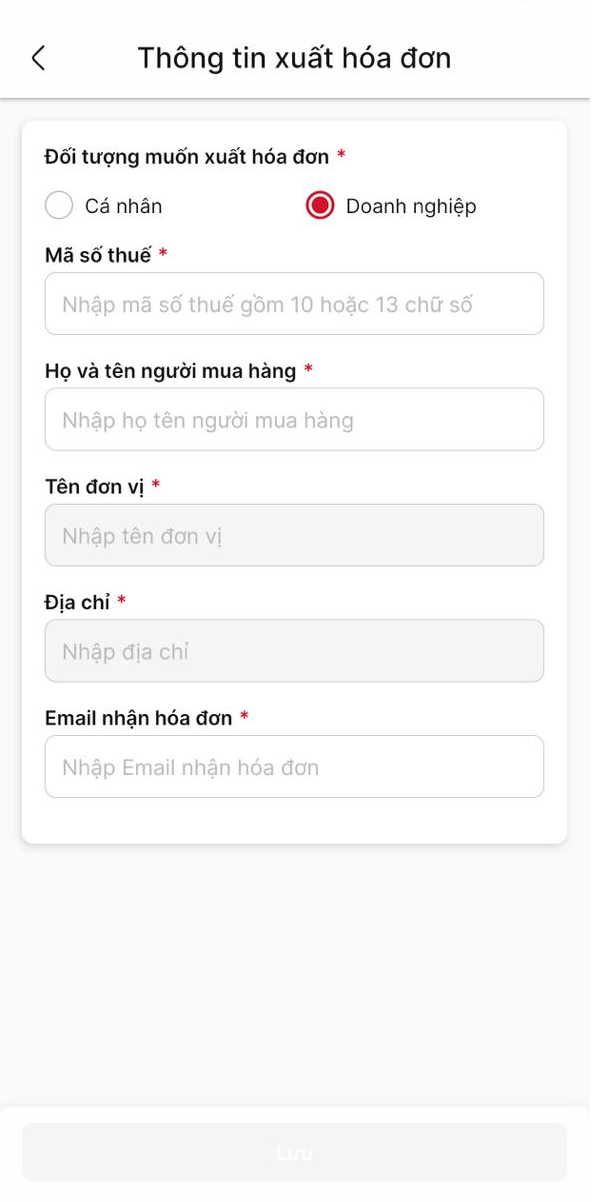 Thông tin xuất hóa đơn
Đối tượng muốn xuất hóa đơn *
Cá nhân
Doanh nghiệp
Mã số thuế *
Nhập mã số thuế gồm 10 hoặc 13 chữ số
Họ và tên người mua hàng *
Nhập họ tên người mua hàng
Tên đơn vị *
Nhập tên đơn vị
Địa chỉ *
Nhập địa chỉ
Email nhận hóa đơn *
Nhập Email nhận hóa đơn
Lưu